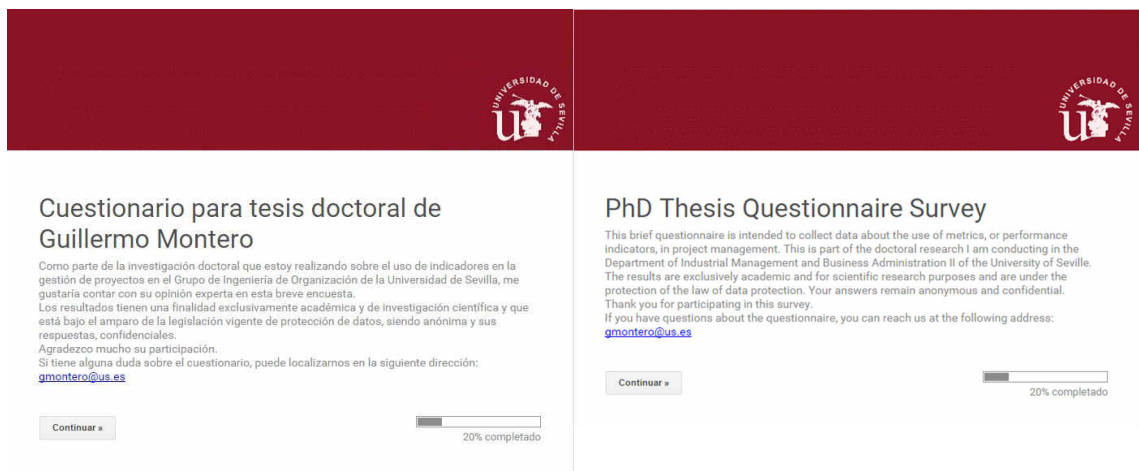 UNIVERSIDAD DE SEVILLA
Cuestionario para tesis doctoral de
Guillermo Montero
Como parte de la investigación doctoral que estoy realizando sobre el uso de indicadores en la
gestión de proyectos en el Grupo de Ingeniería de Organización de la Universidad de Sevilla, me
gustaría contar con su opinión experta en esta breve encuesta.
Los resultados tienen una finalidad exclusivamente académica y de investigación científica y que
está bajo el amparo de la legislación vigente de protección de datos, siendo anónima y sus
respuestas, confidenciales.
Agradezco mucho su participación.
Si tiene alguna duda sobre el cuestionario, puede localizarnos en la siguiente dirección:
gmontero@us.es
Continuar »
20% completado
UNIVERSIDAD DE SEVILLA
PhD Thesis Questionnaire Survey
This brief questionnaire is intended to collect data about the use of metrics, or performance
indicators, in project management. This is part of the doctoral research I am conducting in the
Department of Industrial Management and Business Administration II of the University of Seville.
The results are exclusively academic and for scientific research purposes and are under the
protection of the law of data protection. Your answers remain anonymous and confidential.
Thank you for participating in this survey.
If you have questions about the questionnaire, you can reach us at the following address:
gmontero@us.es
Continuar »
20% completado